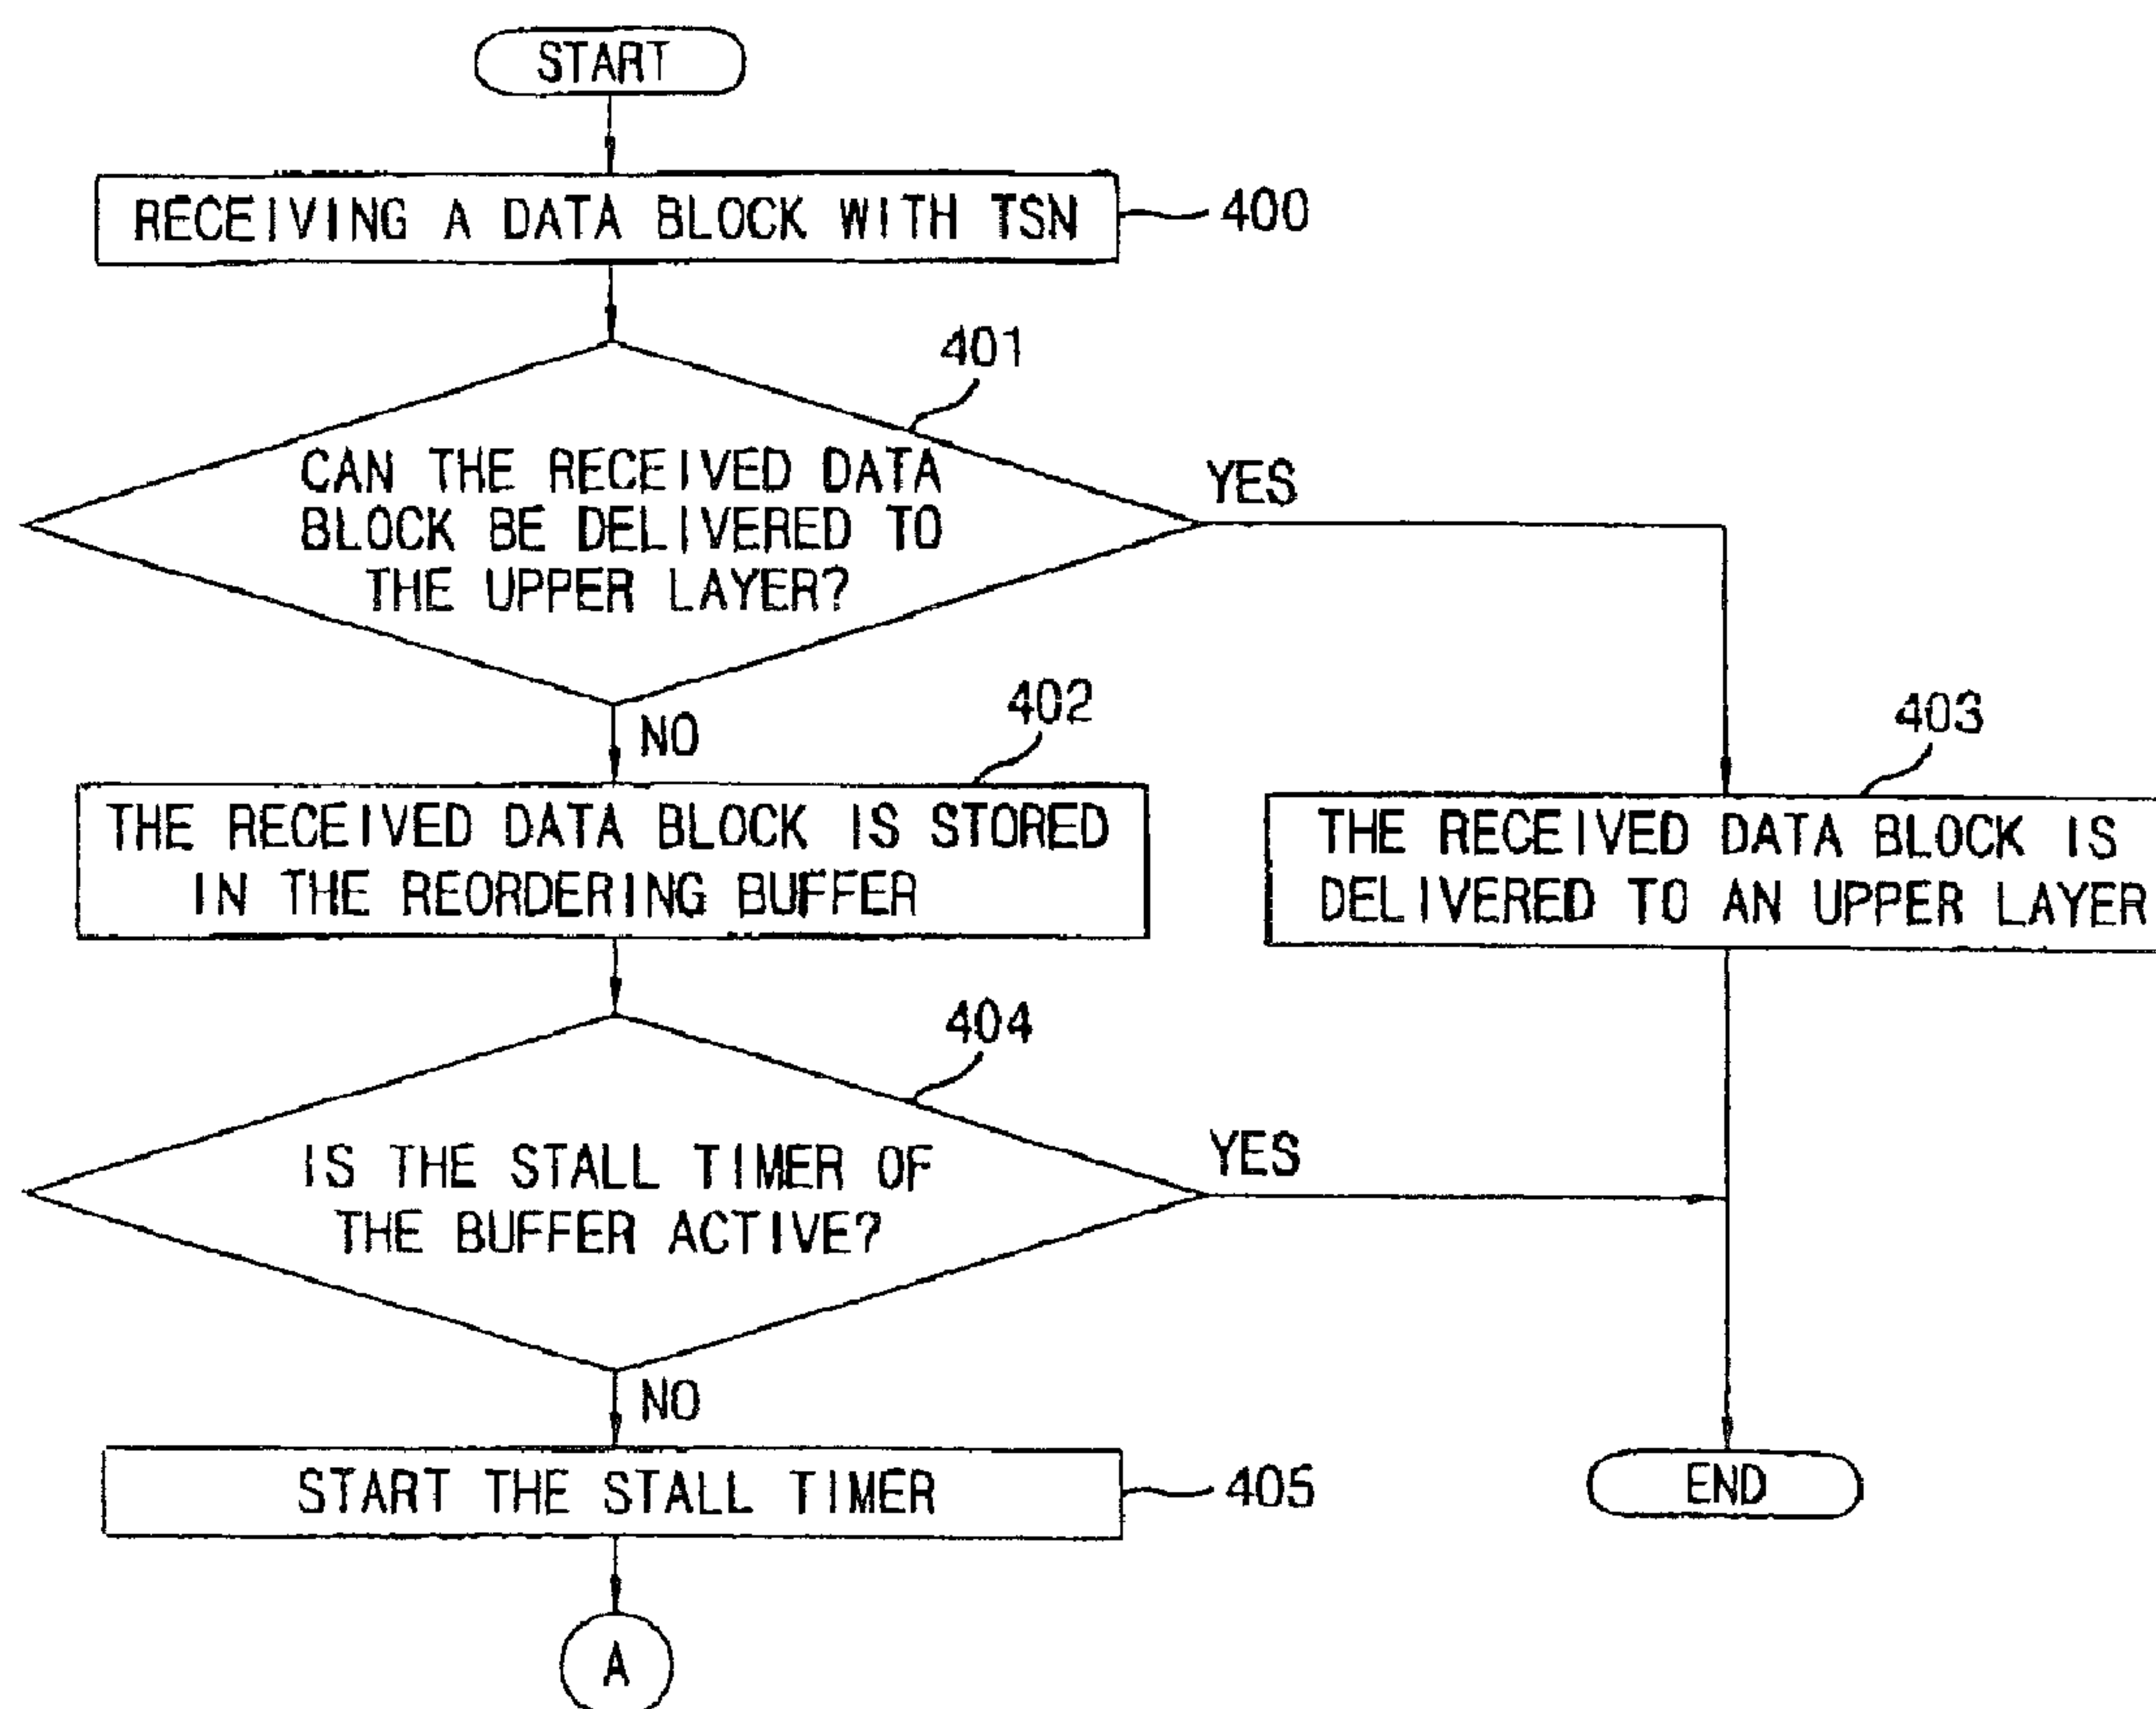 START
RECEIVING A DATA BLOCK WITH TSN
400
401
CAN THE RECEIVED DATA
BLOCK BE DELIVERED TO
THE UPPER LAYER?
YES
NO
402
403
THE RECEIVED DATA BLOCK IS STORED
IN THE REORDERING BUFFER
THE RECEIVED DATA BLOCK IS
DELIVERED TO AN UPPER LAYER
404
IS THE STALL TIMER OF
THE BUFFER ACTIVE?
YES
NO
START THE STALL TIMER
405
END
A